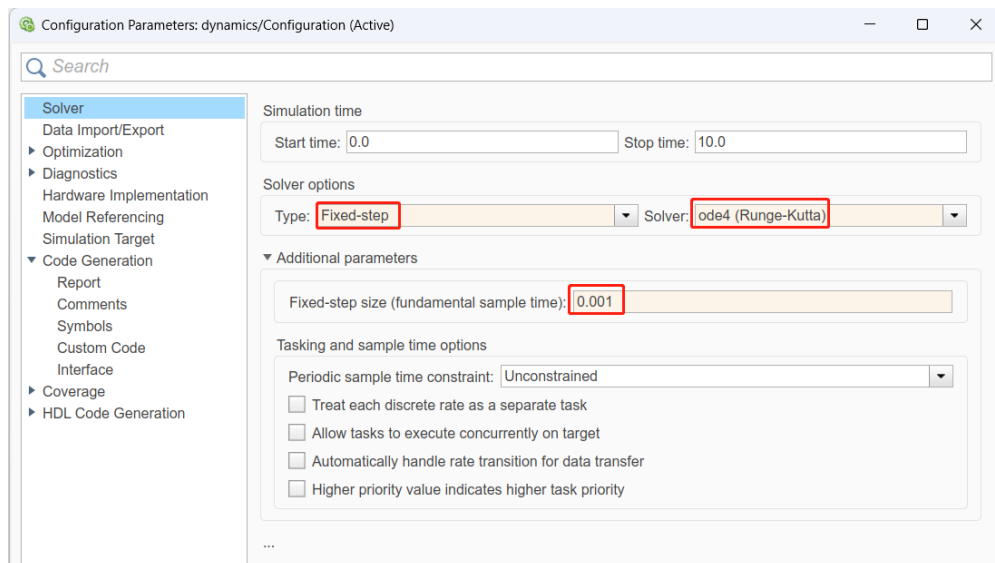 Configuration Parameters: dynamics/Configuration (Active)
Search
Solver
Data Import/Export
Optimization
Diagnostics
Hardware Implementation
Model Referencing
Simulation Target
Code Generation
Report
Comments
Symbols
Custom Code
Interface
Coverage
HDL Code Generation
Simulation time
Start time: 0.0 Stop time: 10.0
Solver options
Type: Fixed-step Solver: ode4 (Runge-Kutta)
Additional parameters
Fixed-step size (fundamental sample time): 0.001
Tasking and sample time options
Periodic sample time constraint: Unconstrained
Treat each discrete rate as a separate task
Allow tasks to execute concurrently on target
Automatically handle rate transition for data transfer
Higher priority value indicates higher task priority
...